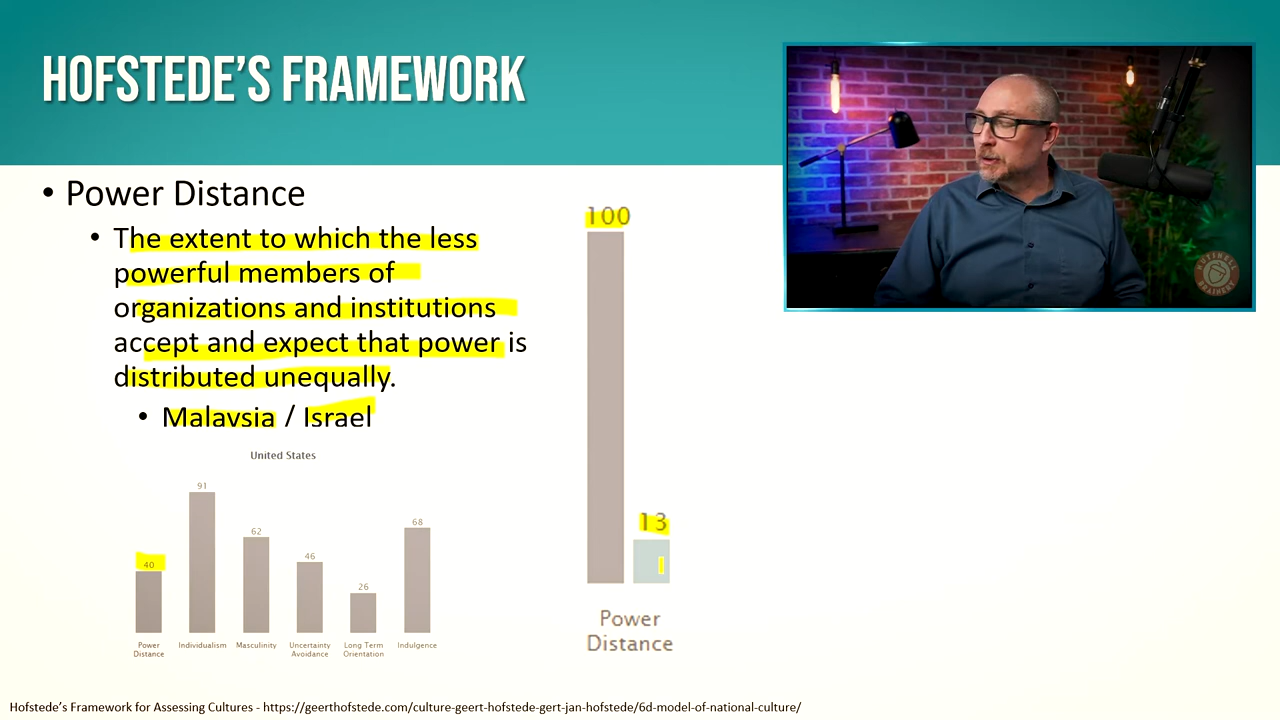 HOFSTEDE'S FRAMEWORK
• Power Distance
• The extent to which the less
powerful members of
organizations and institutions
accept and expect that power is
distributed unequally.
• Malaysia / Israel
United States
40
91
62
46
26
68
Power
Distance
Individualism
Masculinity
Uncertainty
Avoidance
Long Term
Orientation
Indulgence
100
13
Power
Distance
NUTSHELL
BRAINERY
Hofstede's Framework for Assessing Cultures - https://geerthofstede.com/culture-geert-hofstede-gert-jan-hofstede/6d-model-of-national-culture/